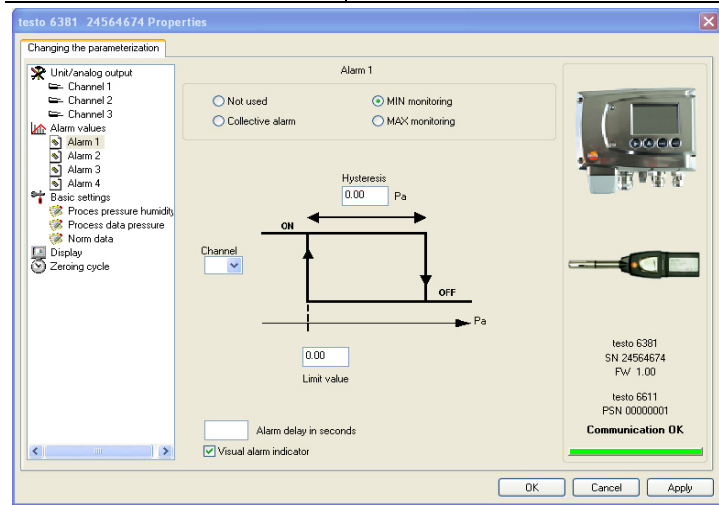 testo 6381 24564674 Properties
Changing the parameterization
Unit/analog output
Channel 1
Channel 2
Channel 3
Alarm values
Alarm 1
Alarm 2
Alarm 3
Alarm 4
Basic settings
Proces pressure humidity
Process data pressure
Norm data
Display
Zeroing cycle
Alarm 1
Not used
MIN monitoring
Collective alarm
MAX monitoring
Hysteresis
0.00 Pa
ON
Channel
OFF
Pa
0.00
Limit value
Alarm delay in seconds
Visual alarm indicator
testo 6381
SN 24564674
FW 1.00
testo 6611
PSN 00000001
Communication OK
OK
Cancel
Apply